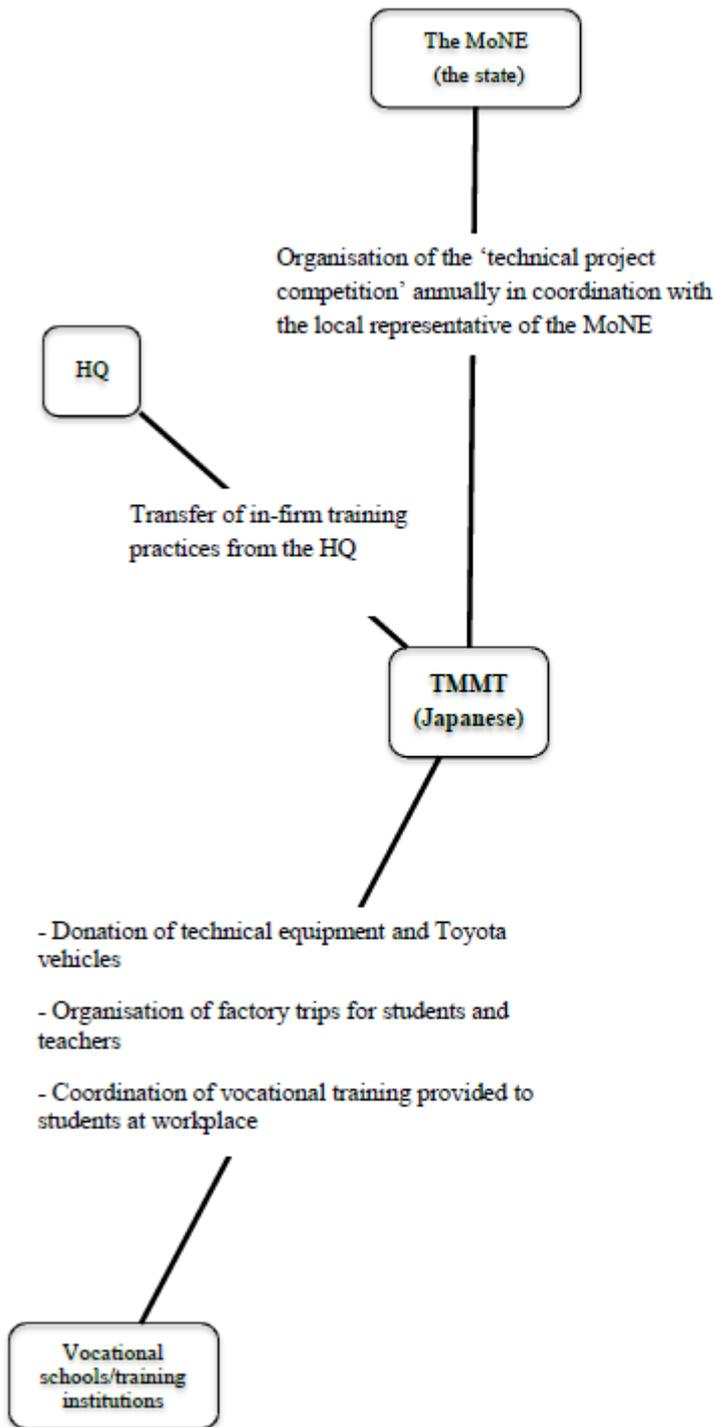 The MoNE
(the state)
Organisation of the ‘technical project
competition’ annually in coordination with
the local representative of the MoNE
HQ
Transfer of in-firm training
practices from the HQ
TMMT
(Japanese)
- Donation of technical equipment and Toyota
vehicles
- Organisation of factory trips for students and
teachers
- Coordination of vocational training provided to
students at workplace
Vocational
schools/training
institutions